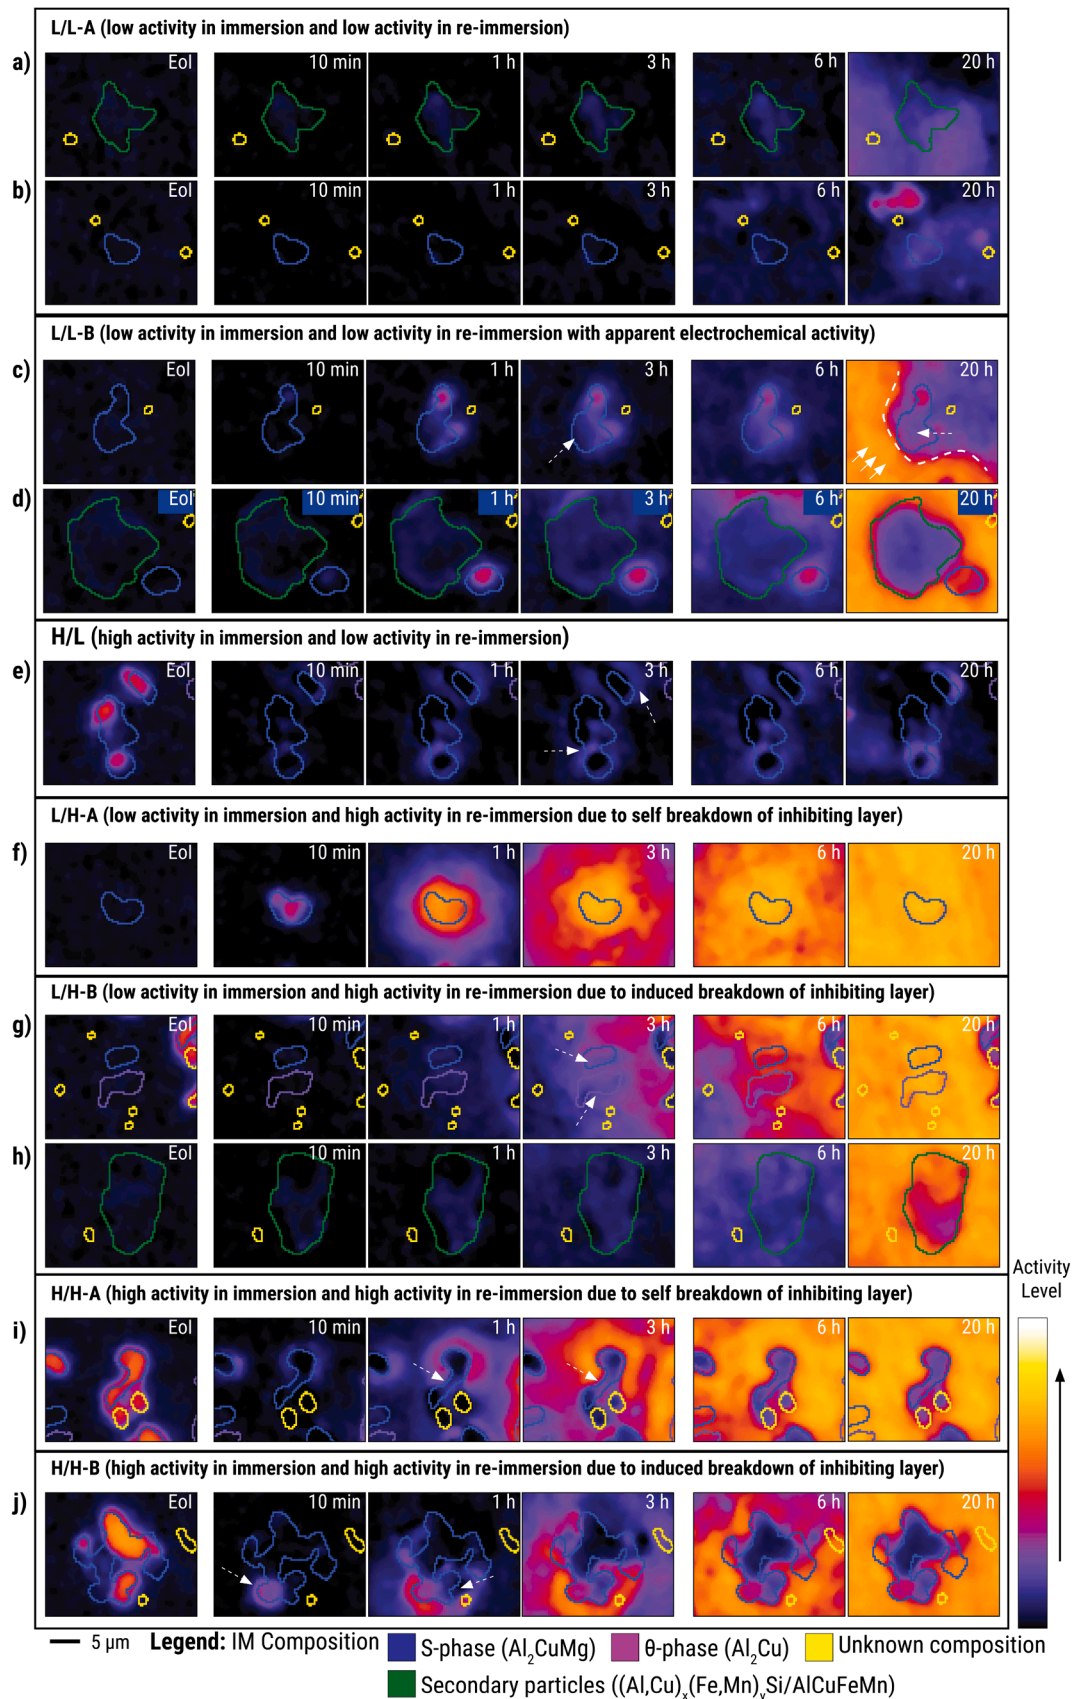 L/L-A (low activity in immersion and low activity in re-immersion)
a) EoI 10 min 1 h 3 h 6 h 20 h
b) EoI 10 min 1 h 3 h 6 h 20 h
L/L-B (low activity in immersion and low activity in re-immersion with apparent electrochemical activity)
c) EoI 10 min 1 h 3 h 6 h 20 h
d) EoI 10 min 1 h 3 h 6 h 20 h
H/L (high activity in immersion and low activity in re-immersion)
e) EoI 10 min 1 h 3 h 6 h 20 h
L/H-A (low activity in immersion and high activity in re-immersion due to self breakdown of inhibiting layer)
f) EoI 10 min 1 h 3 h 6 h 20 h
L/H-B (low activity in immersion and high activity in re-immersion due to induced breakdown of inhibiting layer)
g) EoI 10 min 1 h 3 h 6 h 20 h
h) EoI 10 min 1 h 3 h 6 h 20 h
H/H-A (high activity in immersion and high activity in re-immersion due to self breakdown of inhibiting layer)
i) EoI 10 min 1 h 3 h 6 h 20 h
H/H-B (high activity in immersion and high activity in re-immersion due to induced breakdown of inhibiting layer)
j) EoI 10 min 1 h 3 h 6 h 20 h
Activity
Level
5 µm Legend: IM Composition S-phase (Al₂CuMg) θ-phase (Al₂Cu) Unknown composition
Secondary particles ((Al,Cu)ₓ(Fe,Mn)ᵧSi/AlCuFeMn)